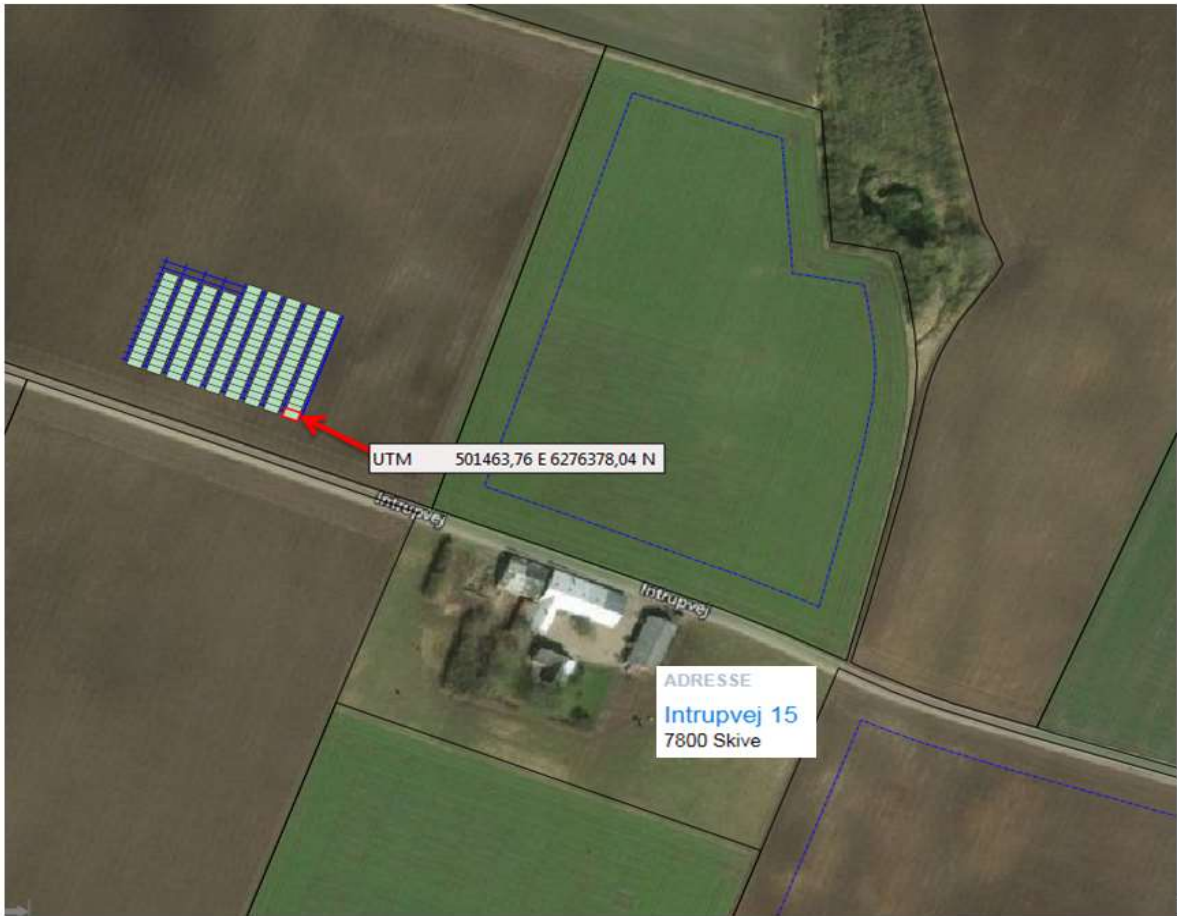 UTM 501463,76 E 6276378,04 N
Intrupvej
Intrupvej
ADRESSE
Intrupvej 15
7800 Skive